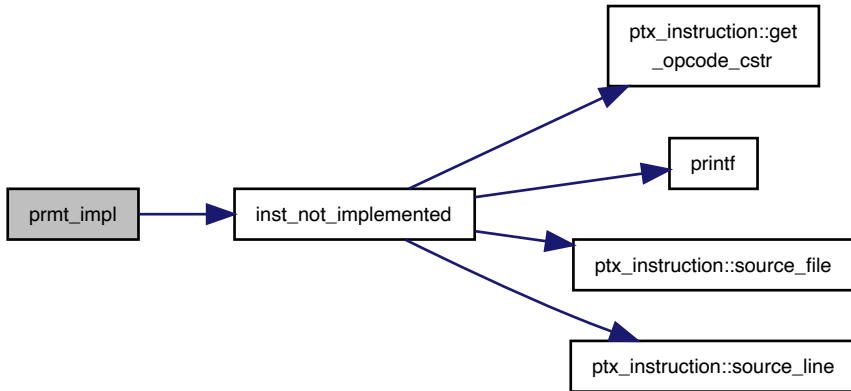 ptx_instruction::get
_opcode_cstr
printf
prmt_impl
inst_not_implemented
ptx_instruction::source_file
ptx_instruction::source_line